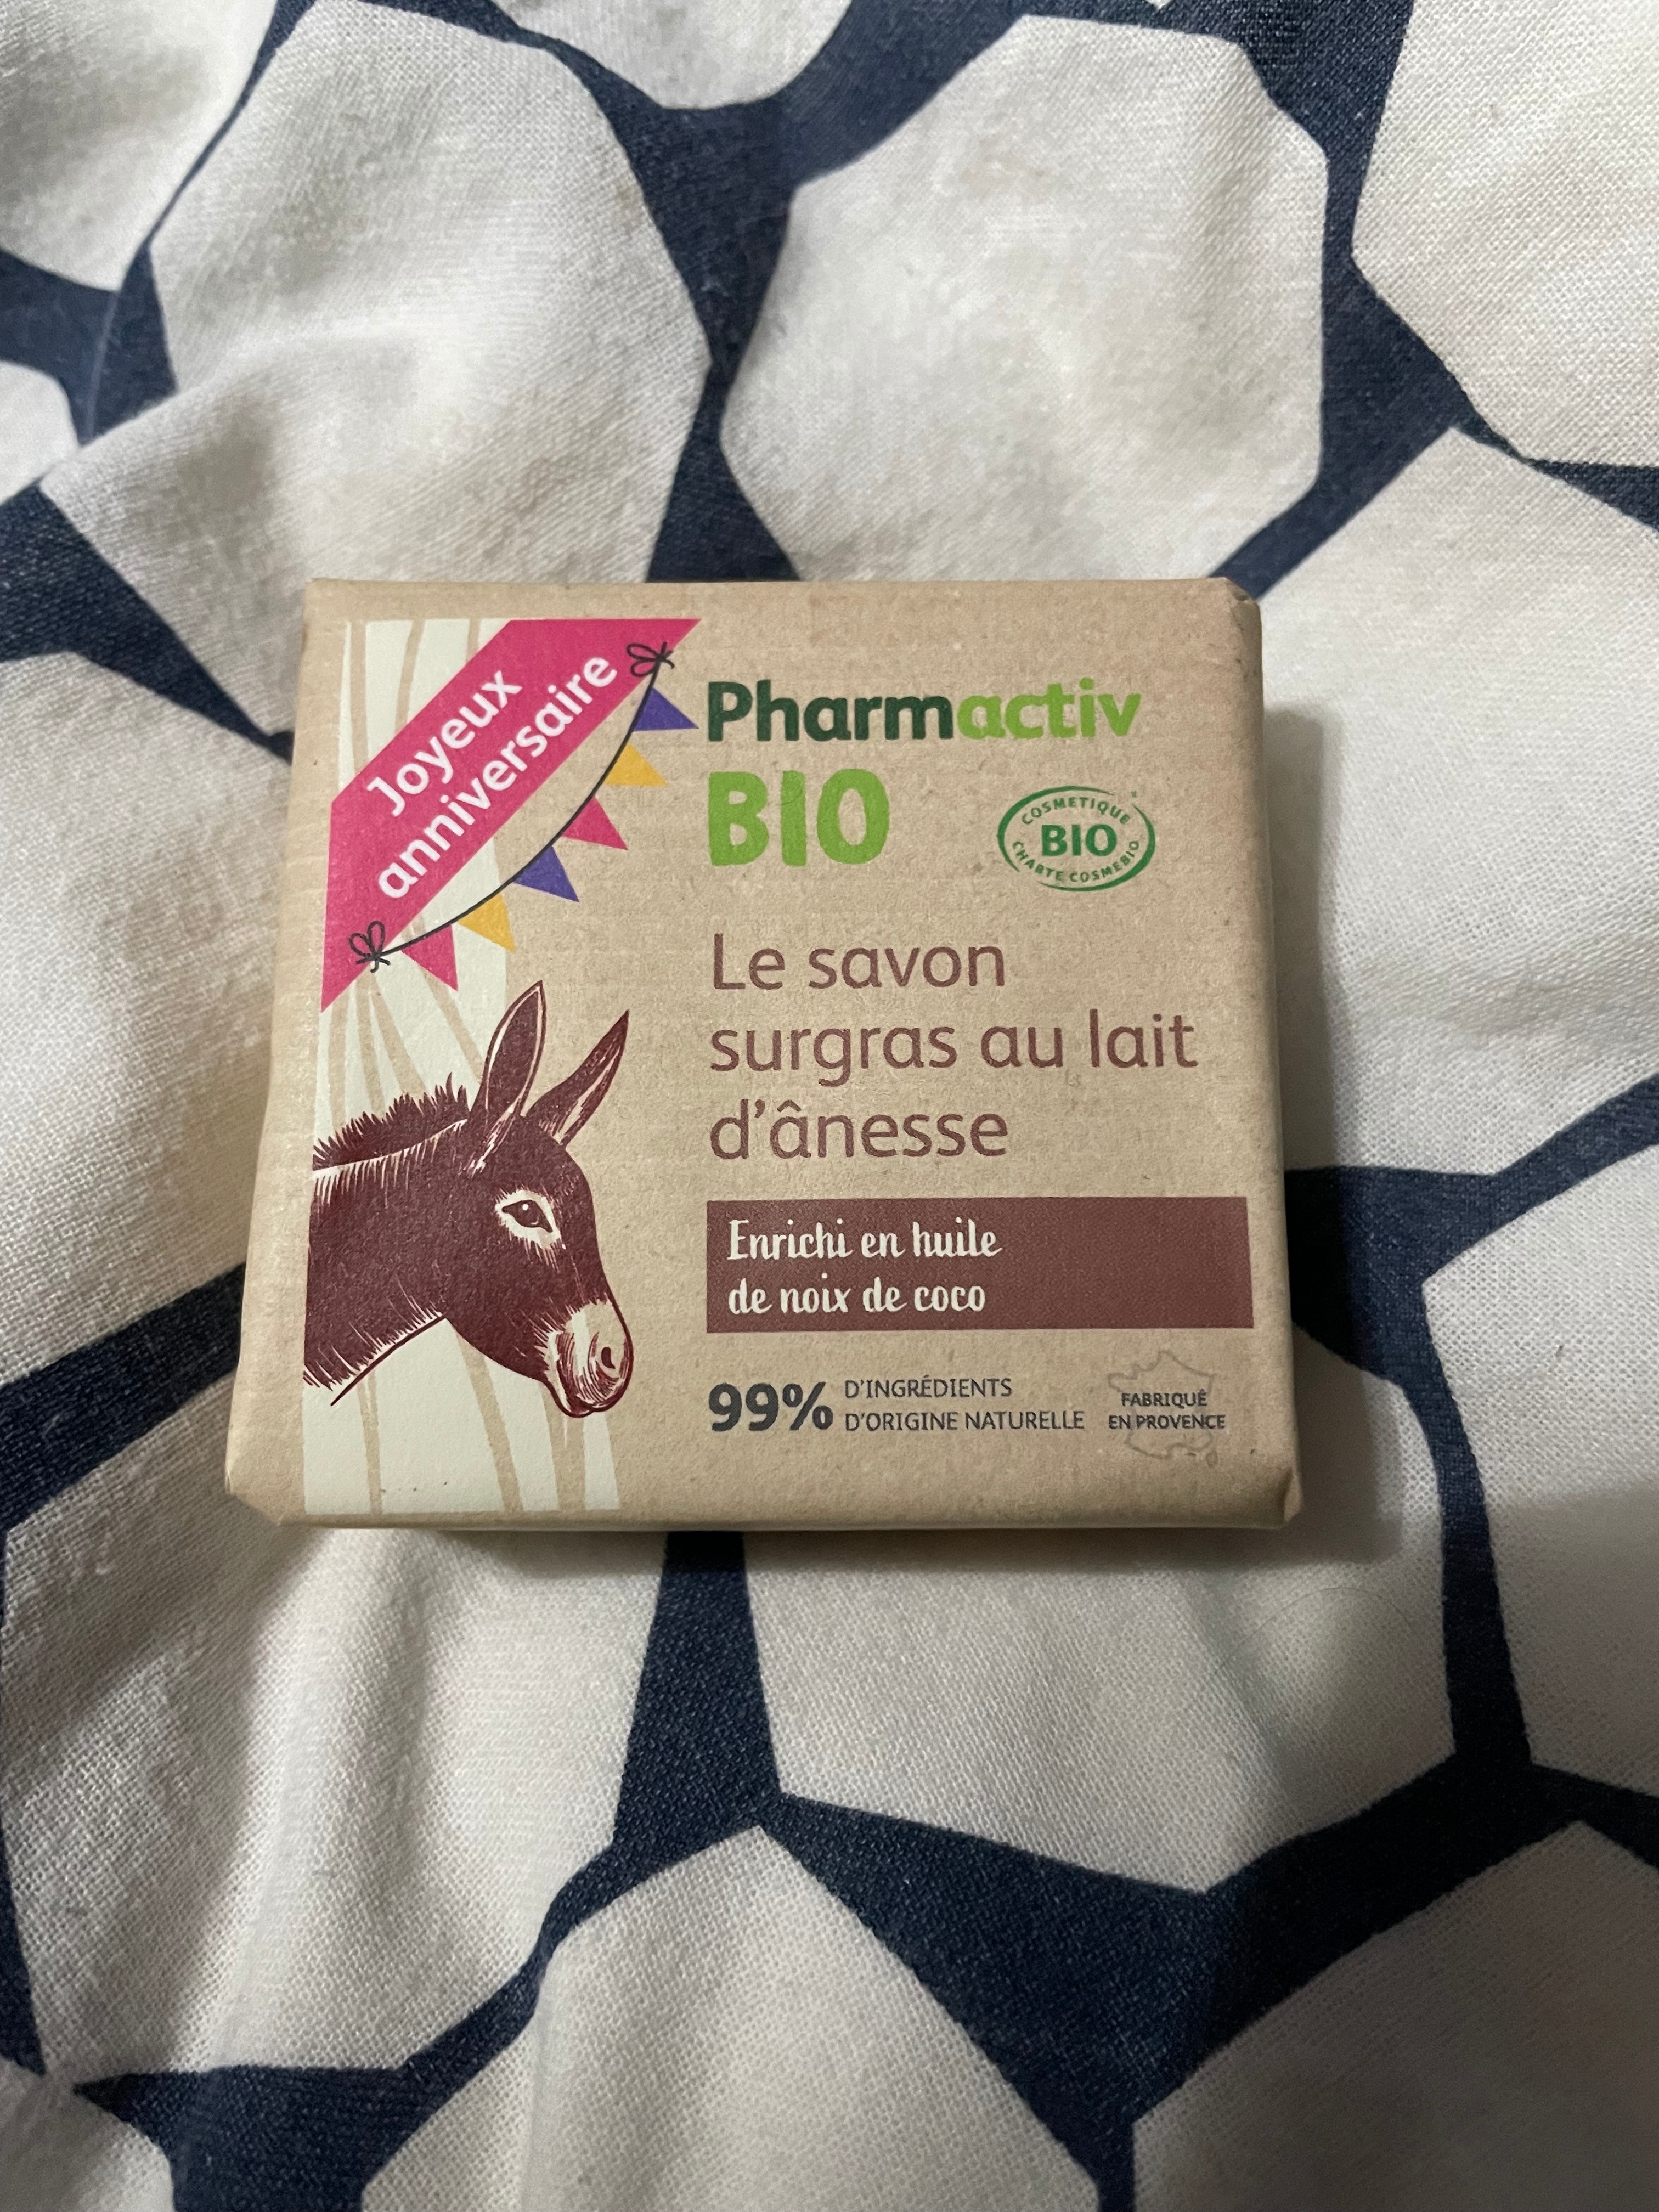 Joyeux
anniversaire
Pharmactiv
BIO
COSMETIQUE
BIO
CHARTE COSMEBIO
Le savon
surgras au lait
d'ânesse
Enrichi en huile
de noix de coco
99% D'INGRÉDIENTS
D'ORIGINE NATURELLE
FABRIQUÉ
EN PROVENCE